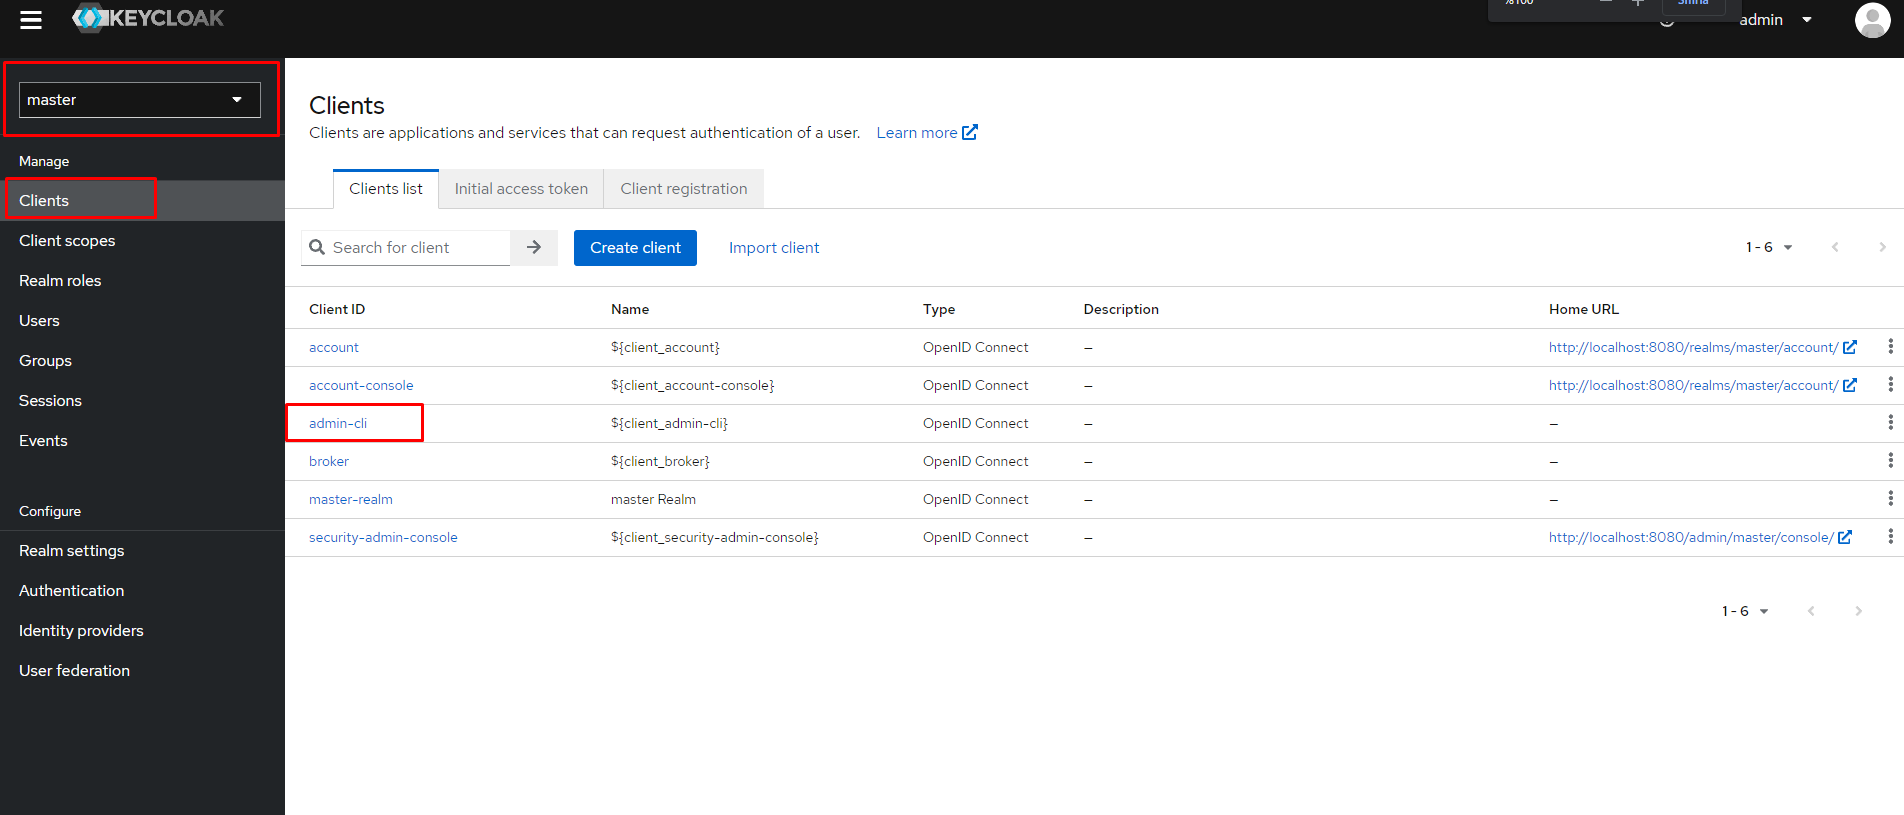 KEYCLOAK
%100
admin
master
Manage
Clients
Client scopes
Realm roles
Users
Groups
Sessions
Events
Configure
Realm settings
Authentication
Identity providers
User federation
Clients
Clients are applications and services that can request authentication of a user. Learn more
Clients list Initial access token Client registration
Search for client Create client Import client 1 - 6
Client ID Name Type Description Home URL
account ${client_account} OpenID Connect – http://localhost:8080/realms/master/account/
account-console ${client_account-console} OpenID Connect – http://localhost:8080/realms/master/account/
admin-cli ${client_admin-cli} OpenID Connect – –
broker ${client_broker} OpenID Connect – –
master-realm master Realm OpenID Connect – –
security-admin-console ${client_security-admin-console} OpenID Connect – http://localhost:8080/admin/master/console/
1 - 6